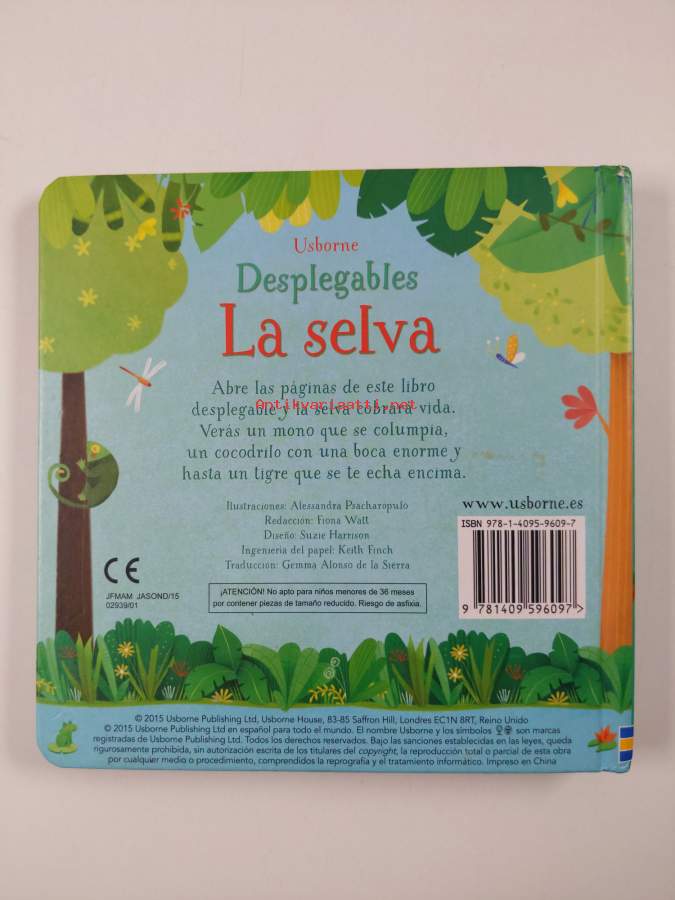 Usborne
Desplegables
La selva
Abre las páginas de este libro
desplegable y la selva cobrará vida.
Antikvariaatti.net
Verás un mono que se columpia,
un cocodrilo con una boca enorme y
hasta un tigre que se te echa encima.
Ilustraciones: Alessandra Psacharopulo
Redacción: Fiona Watt
Diseño: Suzie Harrison
Ingeniería del papel: Keith Finch
Traducción: Gemma Alonso de la Sierra
www.usborne.es
ISBN 978-1-4095-9609-7
9 781409 596097 >
CE
JFMAM JASOND/15
02939/01
¡ATENCIÓN! No apto para niños menores de 36 meses
por contener piezas de tamaño reducido. Riesgo de asfixia.
© 2015 Usborne Publishing Ltd, Usborne House, 83-85 Saffron Hill, Londres EC1N 8RT, Reino Unido
© 2015 Usborne Publishing Ltd en español para todo el mundo. El nombre Usborne y los símbolos son marcas
registradas de Usborne Publishing Ltd. Todos los derechos reservados. Bajo las sanciones establecidas en las leyes, queda
rigurosamente prohibida, sin autorización escrita de los titulares del copyright, la reproducción total o parcial de esta obra
por cualquier medio o procedimiento, comprendidos la reprografía y el tratamiento informático. Impreso en China